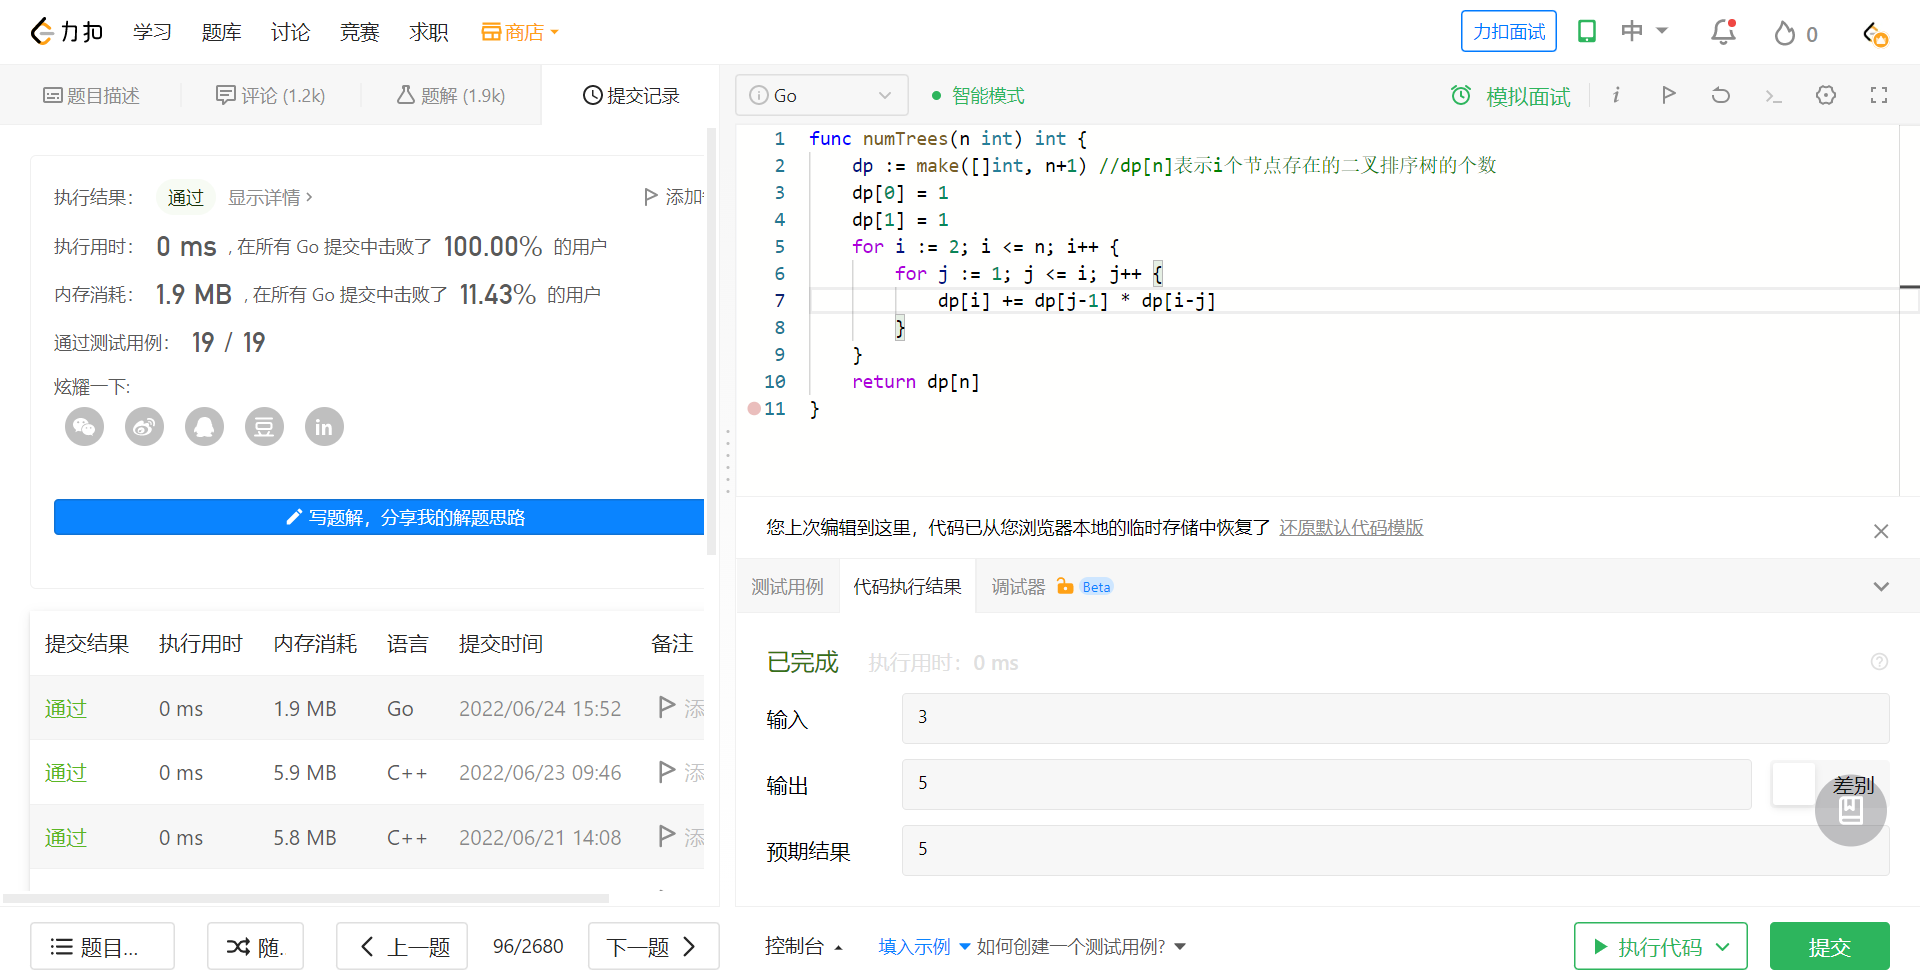 力扣 学习 题库 讨论 求职 竞赛 商店 力扣面试 中 0
题目描述 评论 (1.2k) 题解 (1.9k) 提交记录
执行结果： 通过 显示详情 >
添加
执行用时： 0 ms , 在所有 Go 提交中击败了 100.00% 的用户
内存消耗： 1.9 MB , 在所有 Go 提交中击败了 11.43% 的用户
通过测试用例： 19 / 19
炫耀一下:
豆 in
写题解，分享我的解题思路
提交结果 执行用时 内存消耗 语言 提交时间 备注
通过 0 ms 1.9 MB Go 2022/06/24 15:52 添
通过 0 ms 5.9 MB C++ 2022/06/23 09:46 添
通过 0 ms 5.8 MB C++ 2022/06/21 14:08 添
题目... 随. 上一题 96/2680 下一题
Go 智能模式 模拟面试 i
1 func numTrees(n int) int {
2 dp := make([]int, n+1) //dp[n]表示i个节点存在的二叉排序树的个数
3 dp[0] = 1
4 dp[1] = 1
5 for i := 2; i <= n; i++ {
6 for j := 1; j <= i; j++ {
7 dp[i] += dp[j-1] * dp[i-j]
8 }
9 }
10 return dp[n]
11 }
您上次编辑到这里，代码已从您浏览器本地的临时存储中恢复了 还原默认代码模版
测试用例 代码执行结果 调试器 Beta
已完成 执行用时：0 ms
输入 3
输出 5 差别
预期结果 5
控制台 填入示例 如何创建一个测试用例? 执行代码 提交